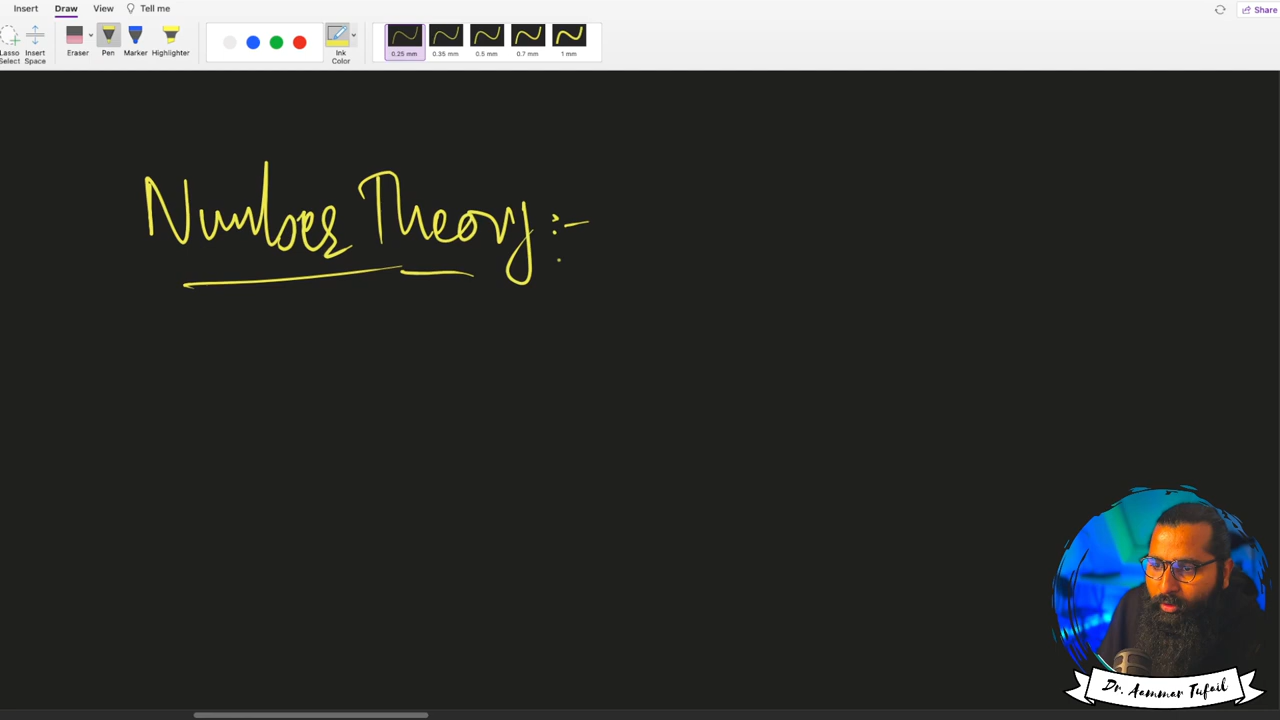 Insert Draw View Tell me Share
Lasso Select
Insert Space
Eraser
Pen
Marker
Highlighter
Ink Color
0.25 mm 0.35 mm 0.5 mm 0.7 mm 1 mm
Number Theory :-
Dr. Aammar Tufail